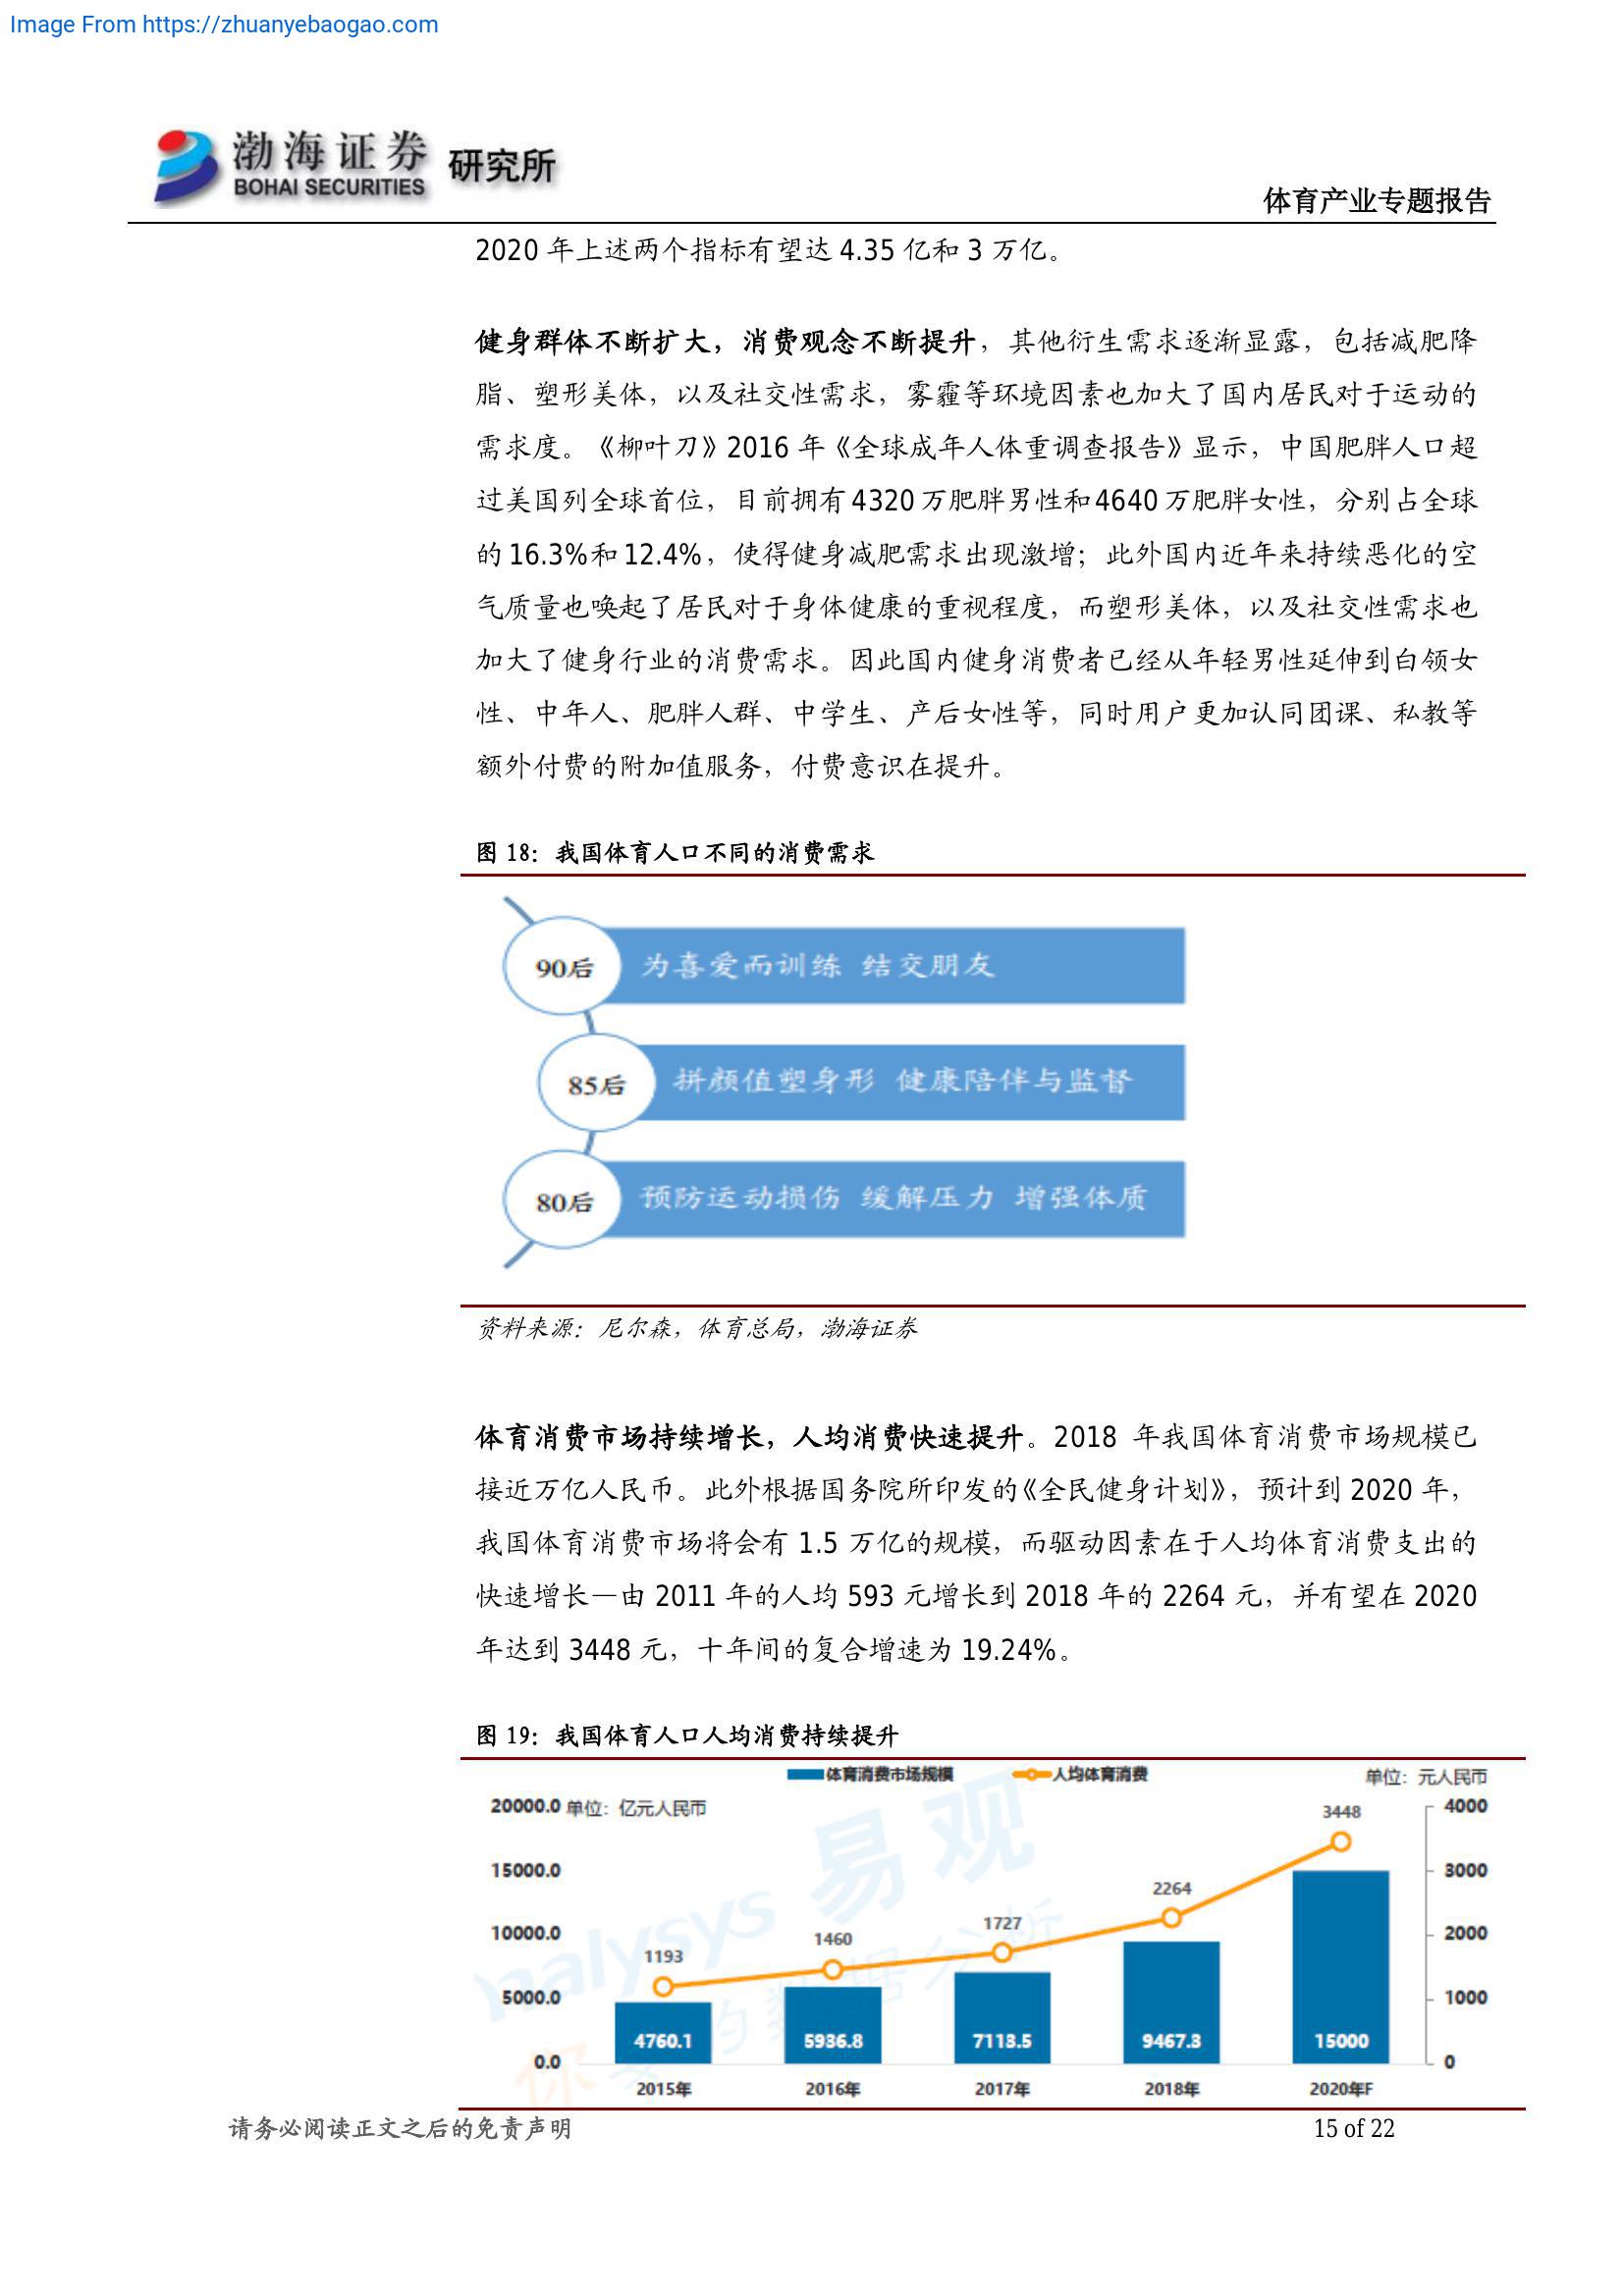 Image From https://zhuanyebaogao.com
渤海证券 研究所
BOHAI SECURITIES
体育产业专题报告
2020 年上述两个指标有望达 4.35 亿和 3 万亿。
健身群体不断扩大，消费观念不断提升，其他衍生需求逐渐显露，包括减肥降
脂、塑形美体，以及社交性需求，雾霾等环境因素也加大了国内居民对于运动的
需求度。《柳叶刀》2016 年《全球成年人体重调查报告》显示，中国肥胖人口超
过美国列全球首位，目前拥有 4320 万肥胖男性和 4640 万肥胖女性，分别占全球
的 16.3%和 12.4%，使得健身减肥需求出现激增；此外国内近年来持续恶化的空
气质量也唤起了居民对于身体健康的重视程度，而塑形美体，以及社交性需求也
加大了健身行业的消费需求。因此国内健身消费者已经从年轻男性延伸到白领女
性、中年人、肥胖人群、中学生、产后女性等，同时用户更加认同团课、私教等
额外付费的附加值服务，付费意识在提升。
图 18：我国体育人口不同的消费需求
90后 为喜爱而训练 结交朋友
85后 拼颜值塑身形 健康陪伴与监督
80后 预防运动损伤 缓解压力 增强体质
资料来源：尼尔森，体育总局，渤海证券
体育消费市场持续增长，人均消费快速提升。2018 年我国体育消费市场规模已
接近万亿人民币。此外根据国务院所印发的《全民健身计划》，预计到 2020 年，
我国体育消费市场将会有 1.5 万亿的规模，而驱动因素在于人均体育消费支出的
快速增长—由 2011 年的人均 593 元增长到 2018 年的 2264 元，并有望在 2020
年达到 3448 元，十年间的复合增速为 19.24%。
图 19：我国体育人口人均消费持续提升
体育消费市场规模 人均体育消费 单位：元人民币
20000.0 单位：亿元人民币 3448 4000
15000.0 3000
2264
10000.0 1193 1460 1727 2000
5000.0 1000
4760.1 5936.8 7113.5 9467.3 15000
0.0 0
2015年 2016年 2017年 2018年 2020年F
nalysys 易观
你要的数据分析
请务必阅读正文之后的免责声明 15 of 22